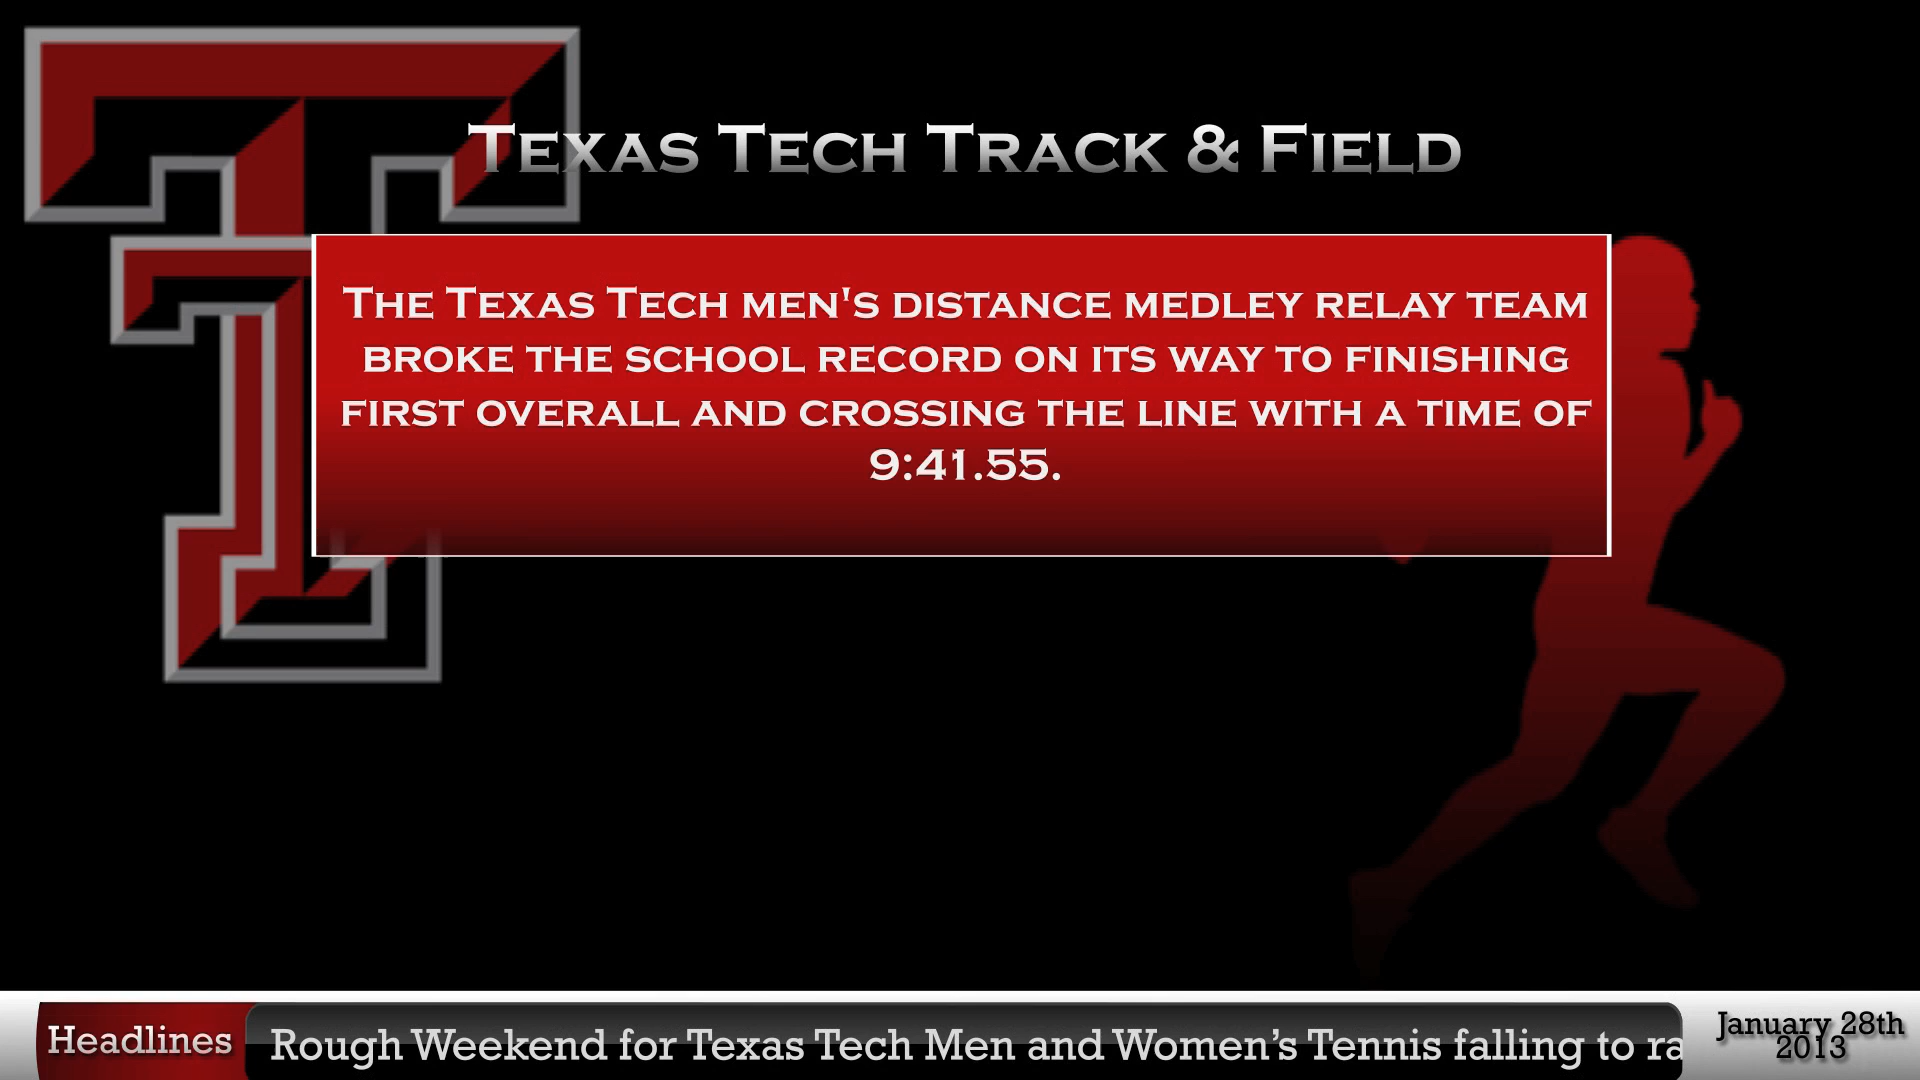 Texas Tech Track & Field
The Texas Tech men's distance medley relay team
broke the school record on its way to finishing
first overall and crossing the line with a time of
9:41.55.
Headlines
Rough Weekend for Texas Tech Men and Women's Tennis falling to
January 28th
2013